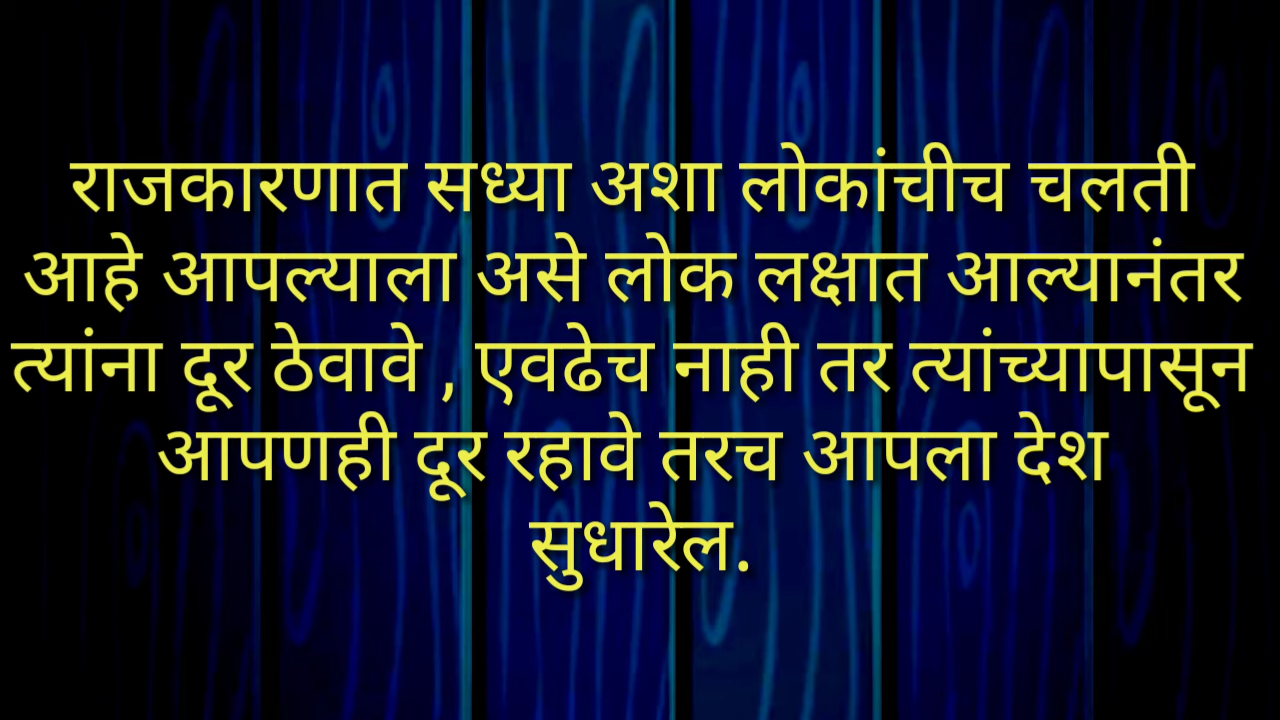 राजकारणात सध्या अशा लोकांचीच चलती
आहे आपल्याला असे लोक लक्षात आल्यानंतर
त्यांना दूर ठेवावे , एवढेच नाही तर त्यांच्यापासून
आपणही दूर रहावे तरच आपला देश
सुधारेल.